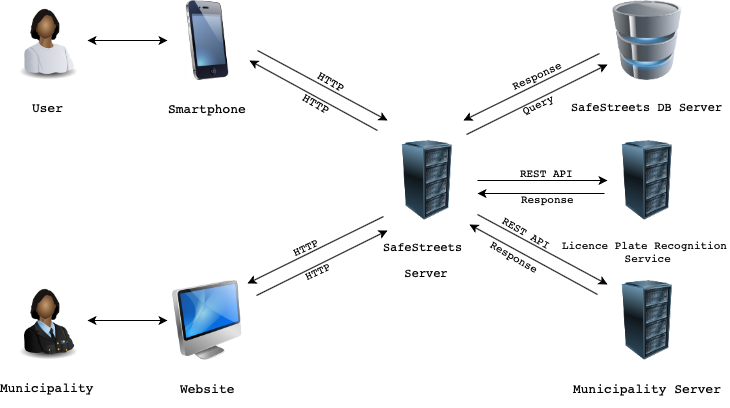 User
Smartphone
HTTP
HTTP
Response
Query
SafeStreets DB Server
REST API
Response
Licence Plate Recognition
Service
SafeStreets
Server
REST API
Response
HTTP
HTTP
Municipality
Website
Municipality Server